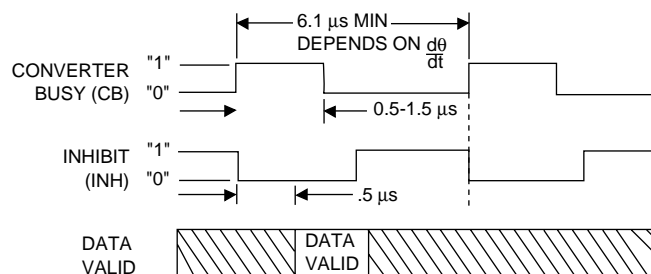 6.1 µs MIN
DEPENDS ON dθ/dt
CONVERTER
BUSY (CB)
"1"
"0"
0.5-1.5 µs
INHIBIT
(INH)
"1"
"0"
.5 µs
DATA
VALID
DATA
VALID